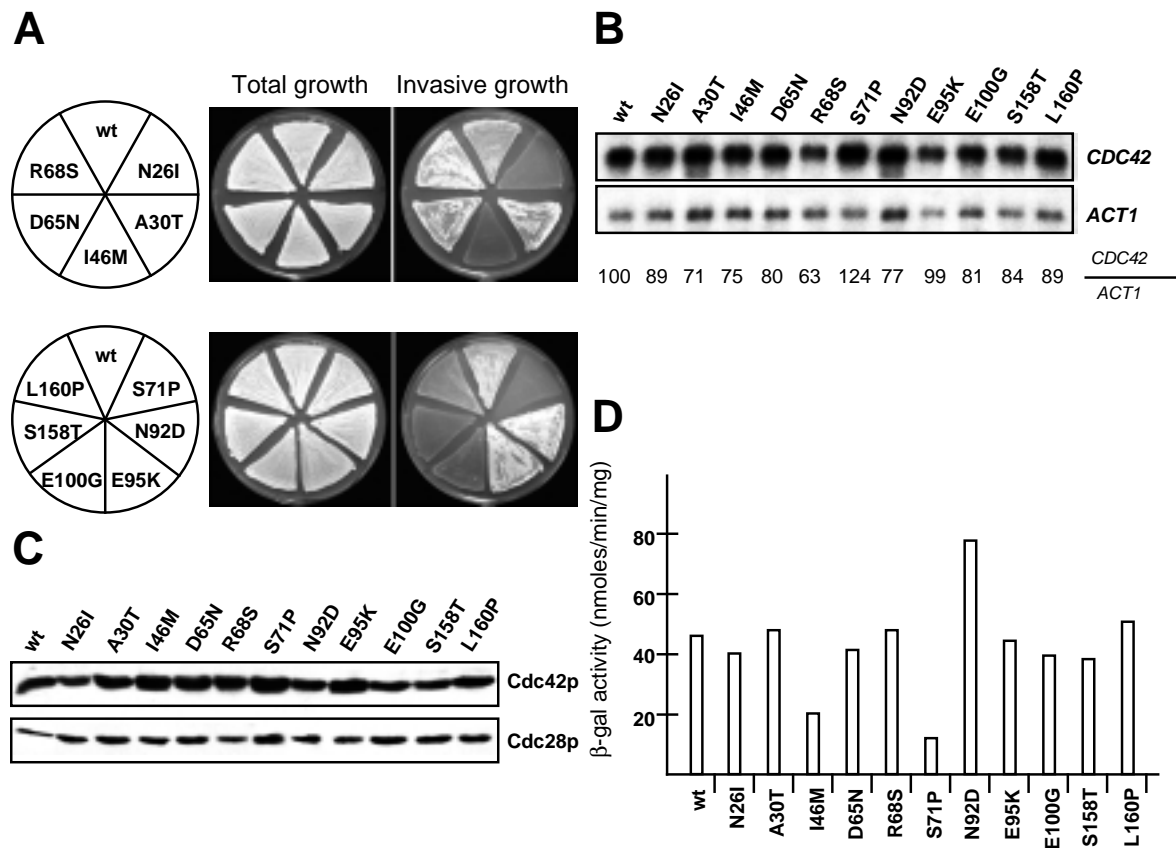 A
Total growth
Invasive growth
wt
R68S
N26I
D65N
A30T
I46M
wt
L160P
S71P
S158T
N92D
E100G
E95K
B
wt
N26I
A30T
I46M
D65N
R68S
S71P
N92D
E95K
E100G
S158T
L160P
CDC42
ACT1
100 89 71 75 80 63 124 77 99 81 84 89
CDC42
ACT1
C
wt
N26I
A30T
I46M
D65N
R68S
S71P
N92D
E95K
E100G
S158T
L160P
Cdc42p
Cdc28p
D
β-gal activity (nmoles/min/mg)
80
60
40
20
wt
N26I
A30T
I46M
D65N
R68S
S71P
N92D
E95K
E100G
S158T
L160P